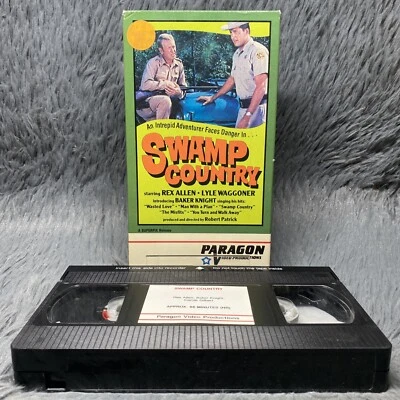 An Intrepid Adventurer Faces Danger In . . .
SWAMP
COUNTRY
starring REX ALLEN • LYLE WAGGONER
introducing BAKER KNIGHT singing his hits:
"Wasted Love" • "Man With a Plan" • "Swamp Country"
"The Misfits" • "You Turn and Walk Away"
produced and directed by Robert Patrick
PARAGON
VIDEO PRODUCTIONS
SWAMP COUNTRY
Paragon Video Productions